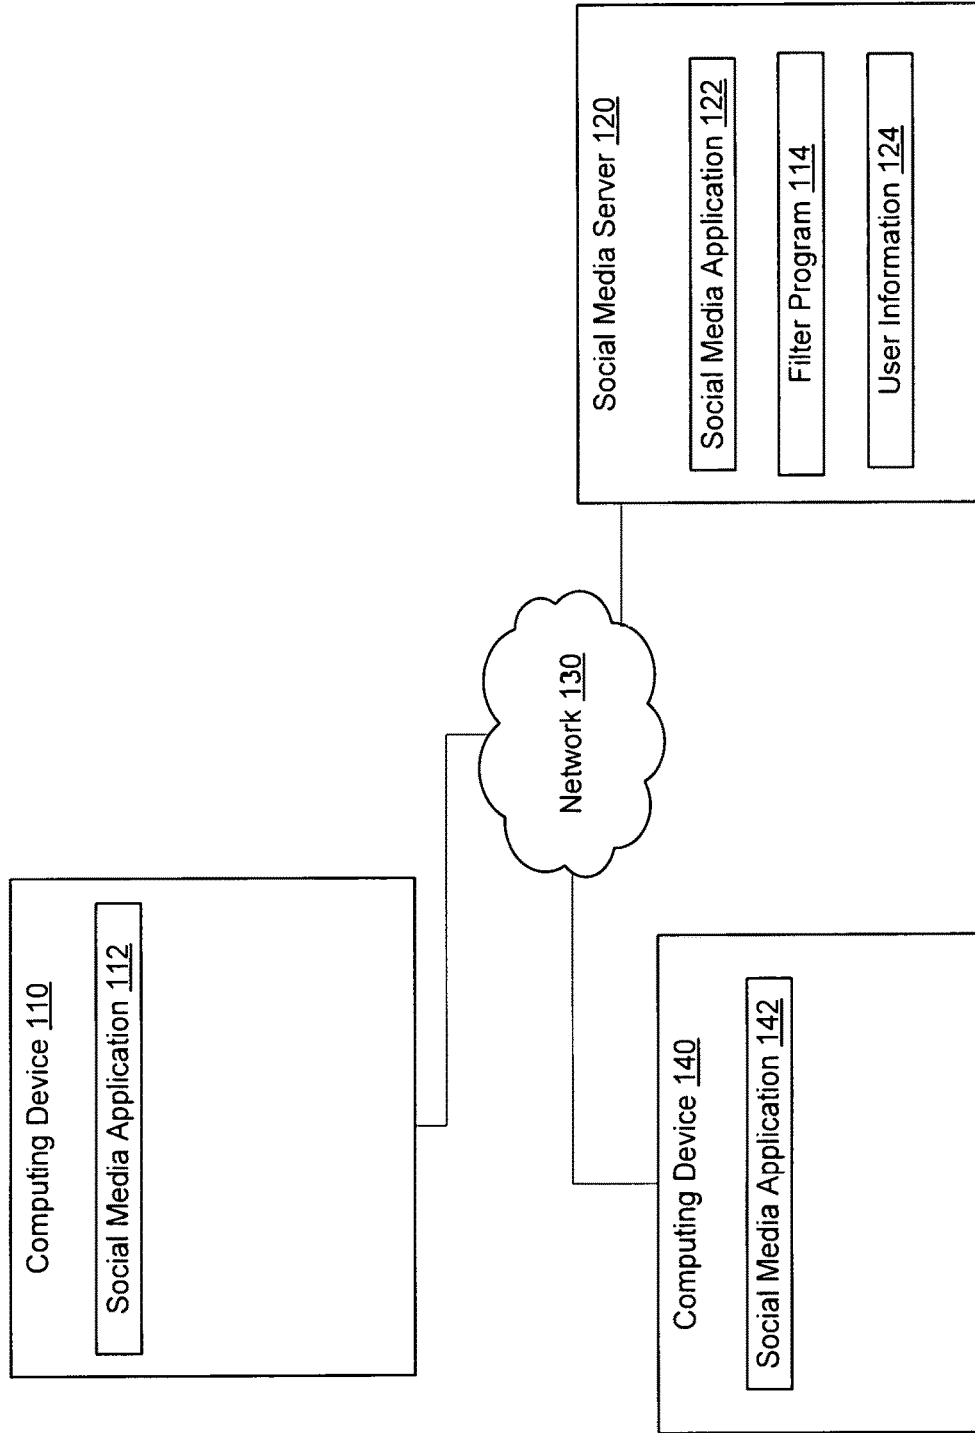 Computing Device 110
Social Media Application 112
Network 130
Computing Device 140
Social Media Application 142
Social Media Server 120
Social Media Application 122
Filter Program 114
User Information 124